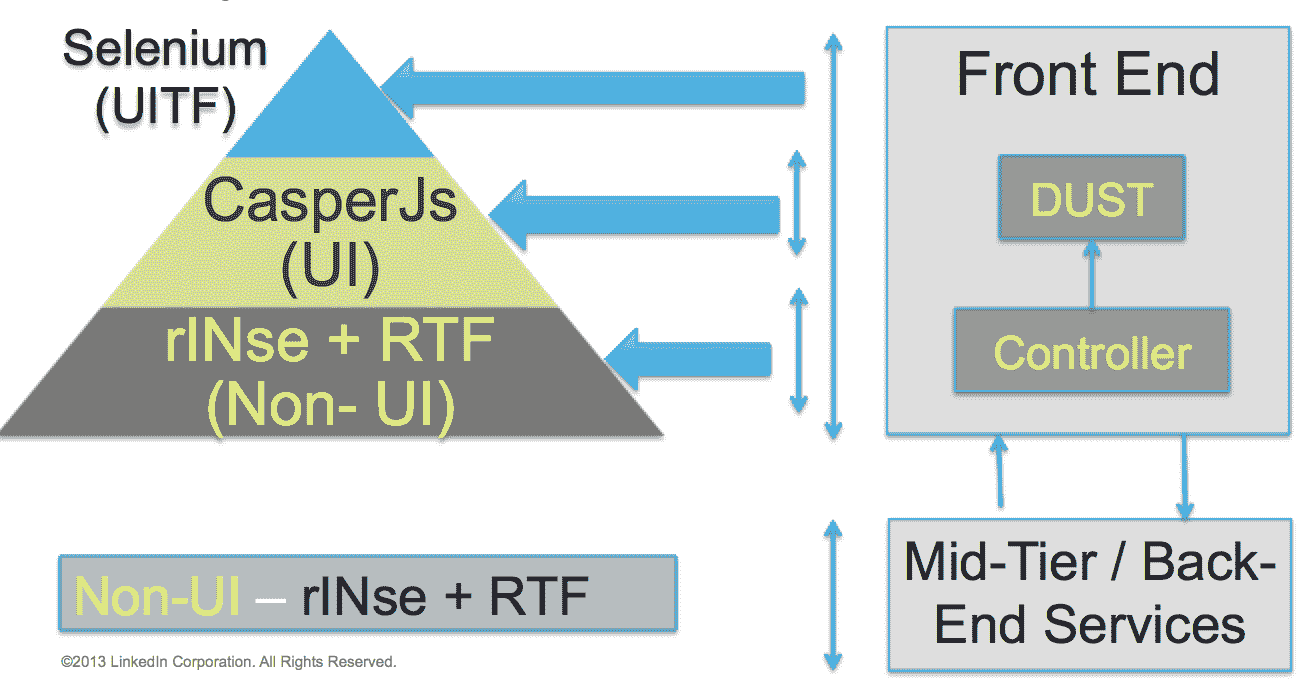 Selenium
(UITF)
CasperJs
(UI)
rINse + RTF
(Non- UI)
Front End
DUST
Controller
Mid-Tier / Back-
End Services
Non-UI – rINse + RTF
©2013 LinkedIn Corporation. All Rights Reserved.